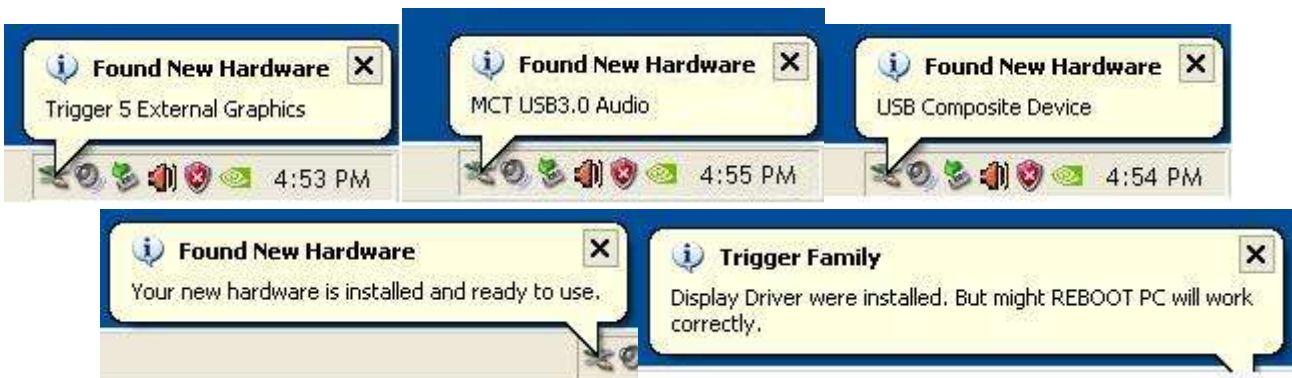 Found New Hardware
Trigger 5 External Graphics
4:53 PM
Found New Hardware
MCT USB3.0 Audio
4:55 PM
Found New Hardware
USB Composite Device
4:54 PM
Found New Hardware
Your new hardware is installed and ready to use.
Trigger Family
Display Driver were installed. But might REBOOT PC will work
correctly.